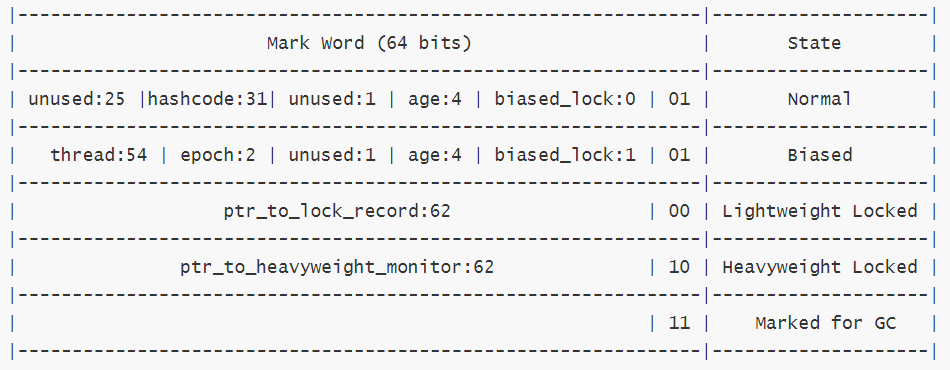 |--------------------------------------------------------------|--------------------|
| Mark Word (64 bits) | State |
|--------------------------------------------------------------|--------------------|
| unused:25 |hashcode:31| unused:1 | age:4 | biased_lock:0 | 01 | Normal |
|--------------------------------------------------------------|--------------------|
| thread:54 | epoch:2 | unused:1 | age:4 | biased_lock:1 | 01 | Biased |
|--------------------------------------------------------------|--------------------|
| ptr_to_lock_record:62 | 00 | Lightweight Locked |
|--------------------------------------------------------------|--------------------|
| ptr_to_heavyweight_monitor:62 | 10 | Heavyweight Locked |
|--------------------------------------------------------------|--------------------|
| | 11 | Marked for GC |
|--------------------------------------------------------------|--------------------|